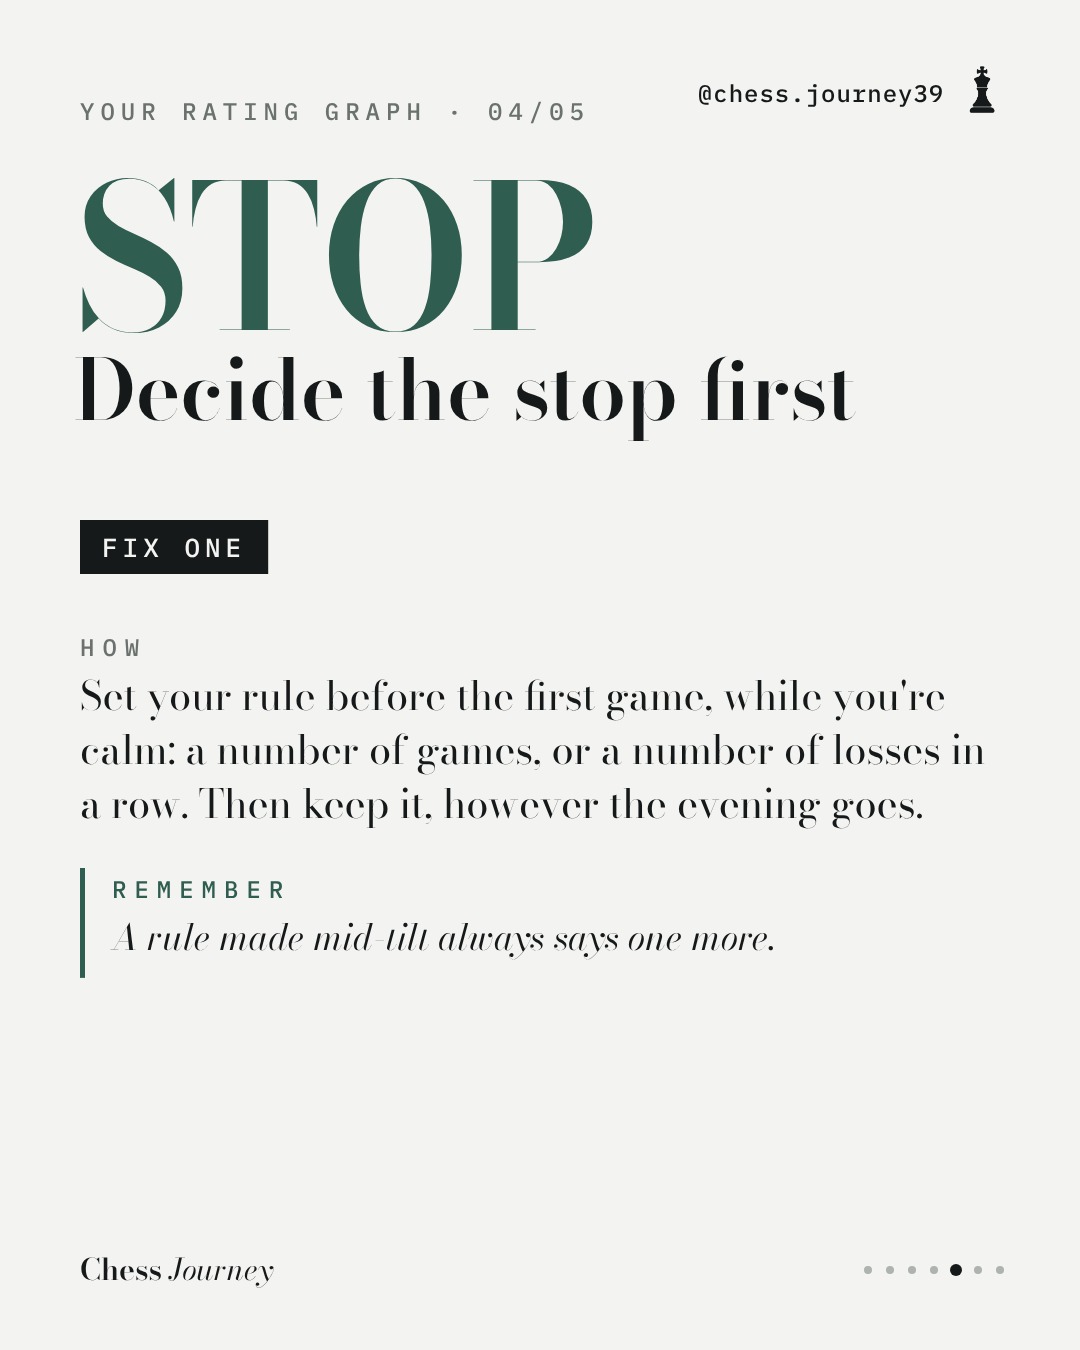 YOUR RATING GRAPH · 04/05
@chess.journey39
STOP
Decide the stop first
FIX ONE
HOW
Set your rule before the first game, while you're
calm: a number of games, or a number of losses in
a row. Then keep it, however the evening goes.
REMEMBER
A rule made mid-tilt always says one more.
Chess Journey